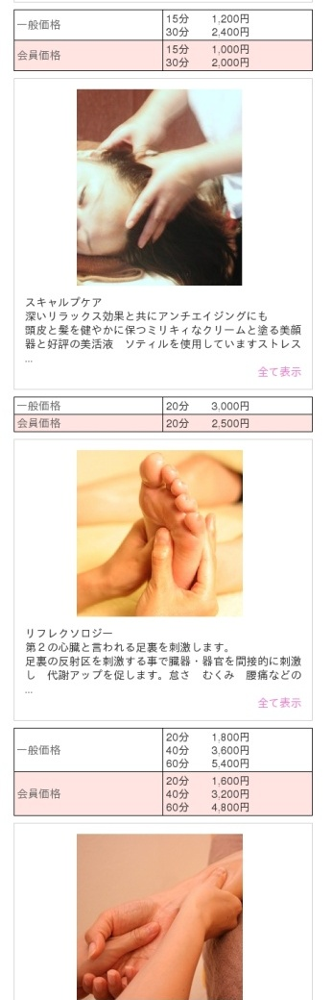 一般価格
15分 1,200円
30分 2,400円
会員価格
15分 1,000円
30分 2,000円
スキャルプケア
深いリラックス効果と共にアンチエイジングにも
頭皮と髪を健やかに保つミリキィなクリームと塗る美顔
器と好評の美活液　ソティルを使用していますストレス
...
全て表示
一般価格 20分 3,000円
会員価格 20分 2,500円
リフレクソロジー
第２の心臓と言われる足裏を刺激します。
足裏の反射区を刺激する事で臓器・器官を間接的に刺激
し　代謝アップを促します。怠さ　むくみ　腰痛などの
...
全て表示
一般価格
20分 1,800円
40分 3,600円
60分 5,400円
会員価格
20分 1,600円
40分 3,200円
60分 4,800円